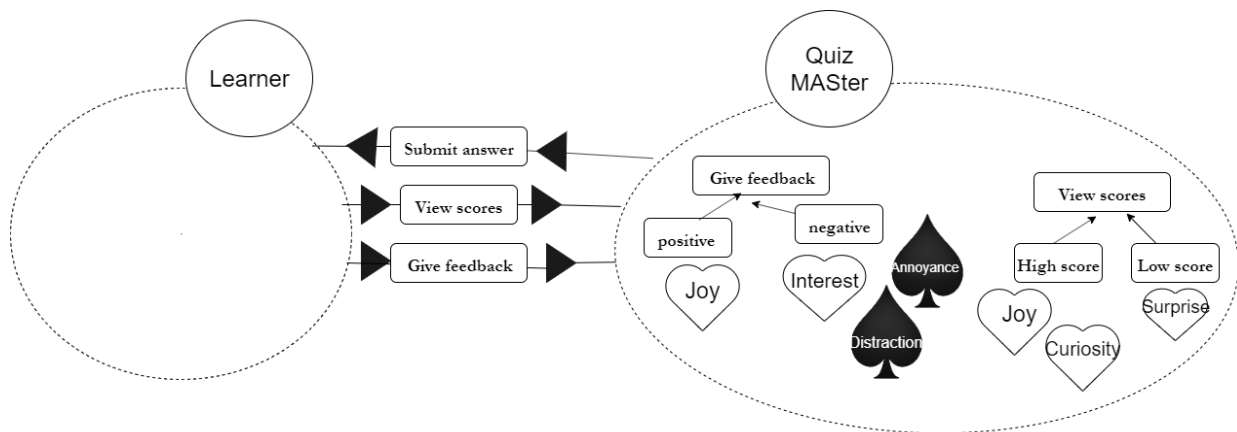 Learner
Quiz
MASter
Submit answer
View scores
Give feedback
Give feedback
positive
negative
Joy
Interest
Annoyance
Distraction
View scores
High score
Low score
Joy
Curiosity
Surprise